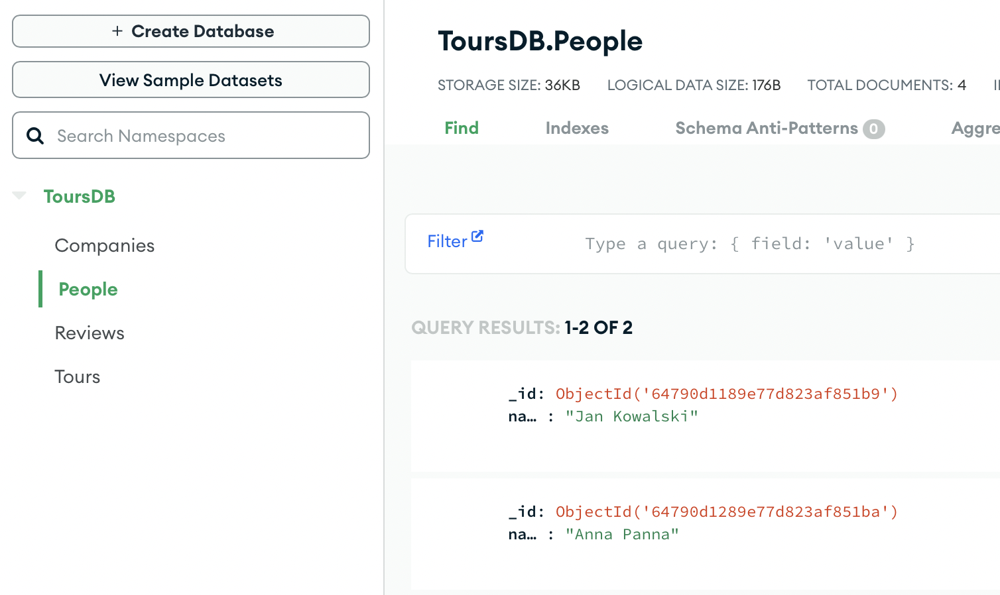 + Create Database
View Sample Datasets
Search Namespaces
ToursDB
Companies
People
Reviews
Tours
ToursDB.People
STORAGE SIZE: 36KB LOGICAL DATA SIZE: 176B TOTAL DOCUMENTS: 4
Find Indexes Schema Anti-Patterns 0 Aggre
Filter Type a query: { field: 'value' }
QUERY RESULTS: 1-2 OF 2
_id: ObjectId('64790d1189e77d823af851b9')
na… : "Jan Kowalski"
_id: ObjectId('64790d1289e77d823af851ba')
na… : "Anna Panna"